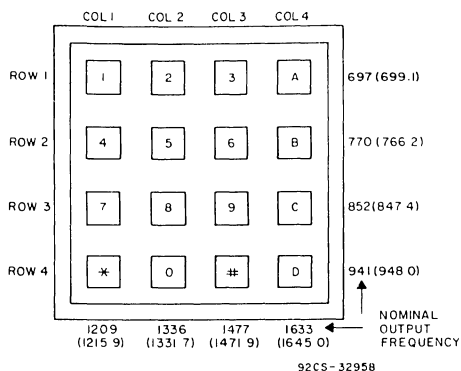 COL 1 COL 2 COL 3 COL 4
ROW 1 1 2 3 A 697 (699.1)
ROW 2 4 5 6 B 770 (766 2)
ROW 3 7 8 9 C 852 (847 4)
ROW 4 * 0 # D 941 (948 0)
1209 1336 1477 1633 NOMINAL
(1215 9) (1331 7) (1471 9) (1645 0) OUTPUT
FREQUENCY
92CS-32958